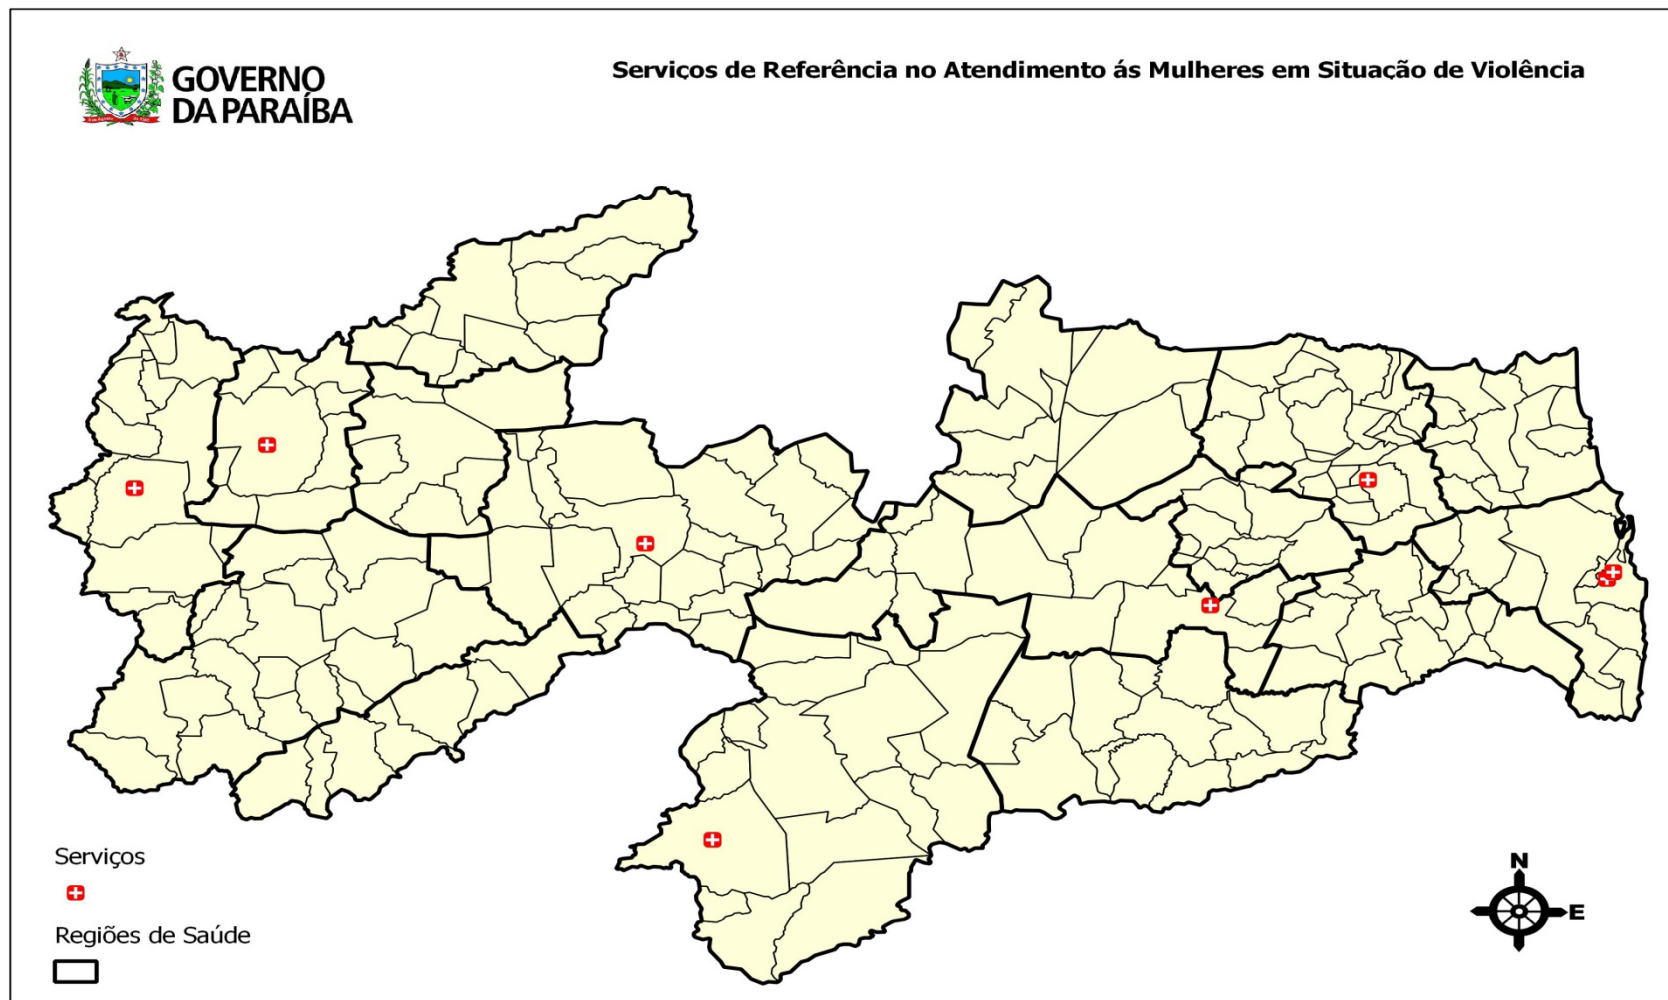 GOVERNO
DA PARAÍBA
Serviços de Referência no Atendimento ás Mulheres em Situação de Violência
Serviços
Regiões de Saúde
N
E